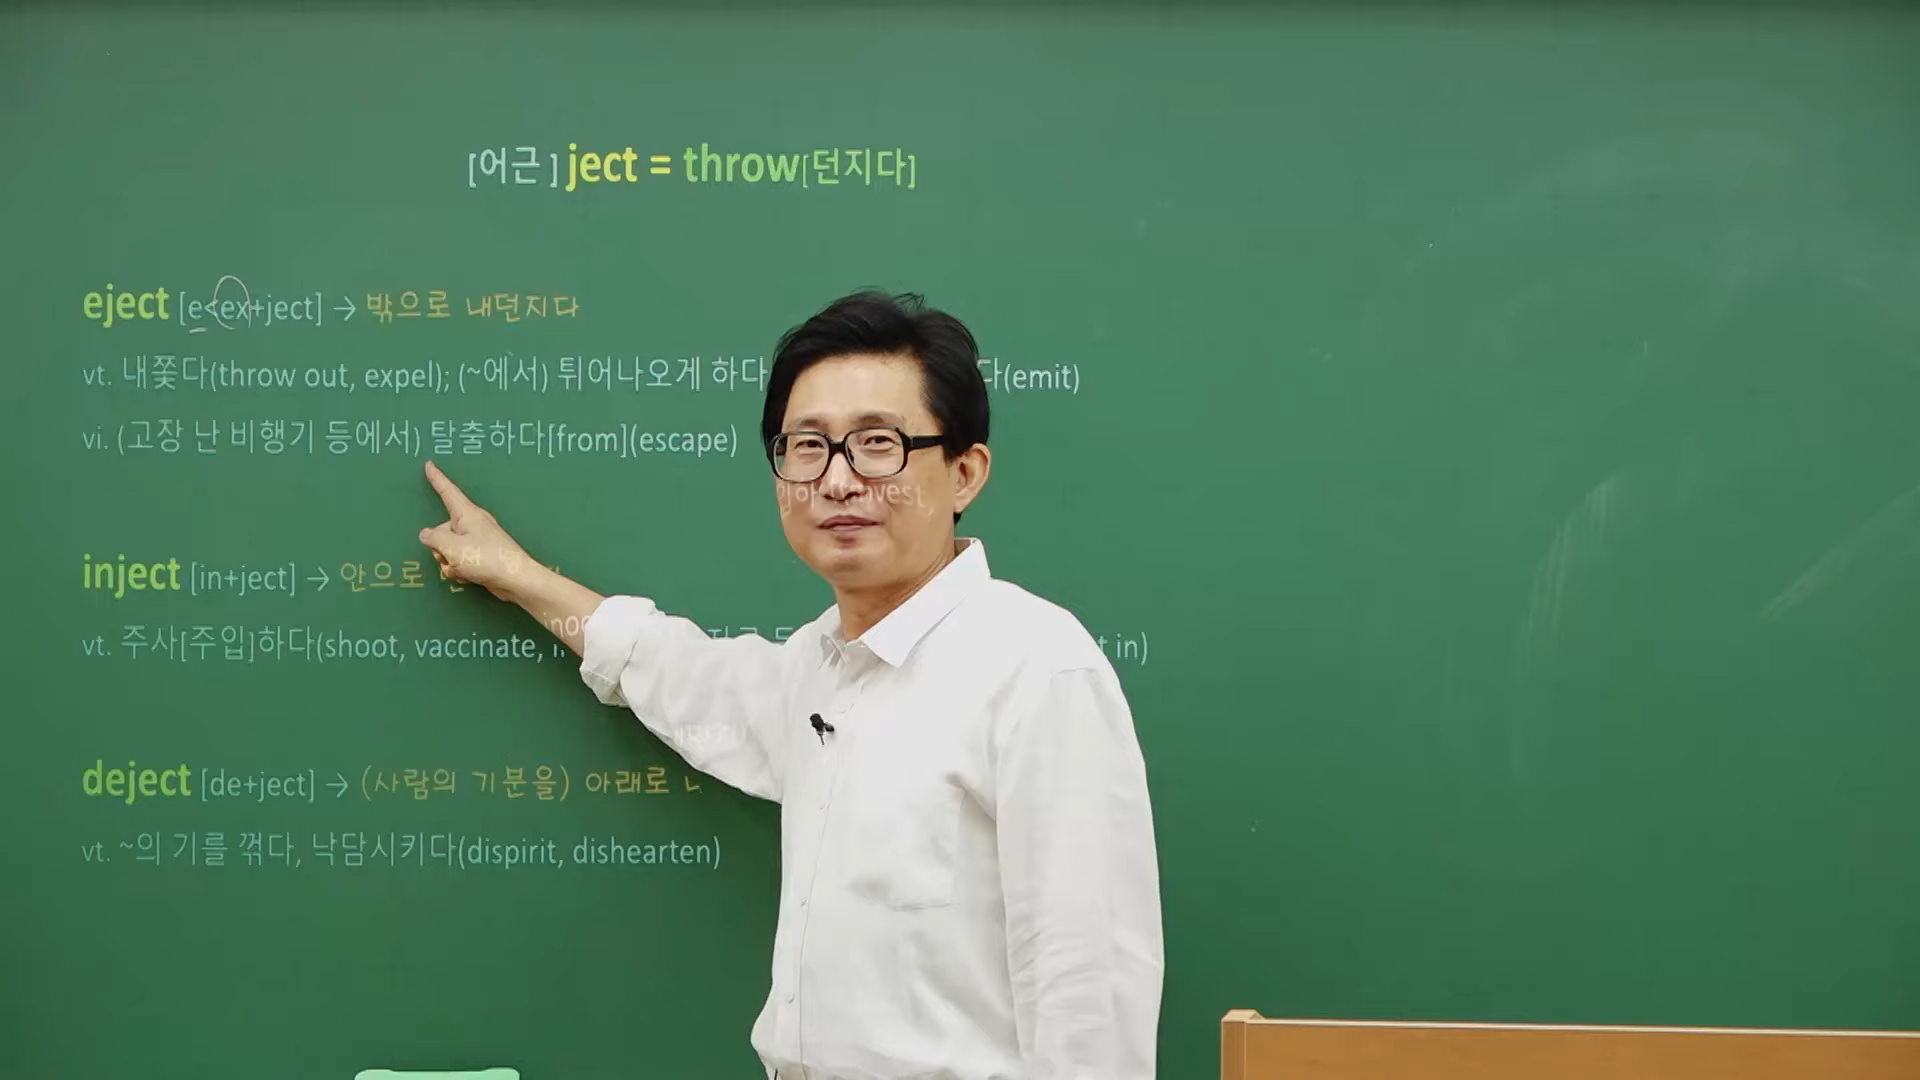 [어근] ject = throw[던지다]
eject [e<ex+ject] → 밖으로 내던지다
vt. 내쫓다(throw out, expel); (~에서) 튀어나오게 하다 다(emit)
vi. (고장 난 비행기 등에서) 탈출하다[from](escape)
invest,
inject [in+ject] → 안으로
vt. 주사[주입]하다(shoot, vaccinate, t in)
deject [de+ject] → (사람의 기분을) 아래로
vt. ~의 기를 꺾다, 낙담시키다(dispirit, dishearten)